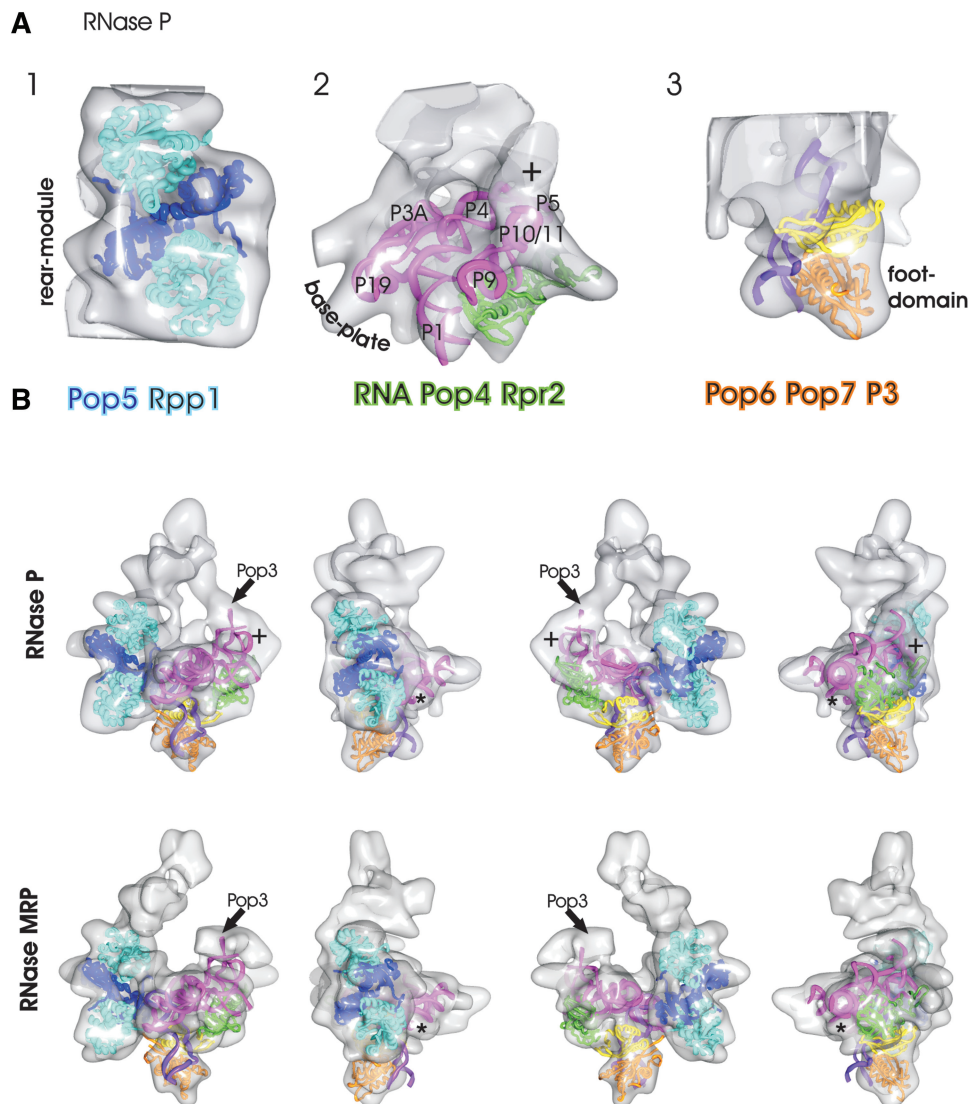 A RNase P
1 2 3
rear-module
P3A P4 P5
P10/11
P19 P9
P1
base-plate
foot-
domain
+
Pop5 Rpp1
RNA Pop4 Rpr2
Pop6 Pop7 P3
B
RNase P
Pop3
+
*
Pop3
+
+
*
RNase MRP
Pop3
*
Pop3
*